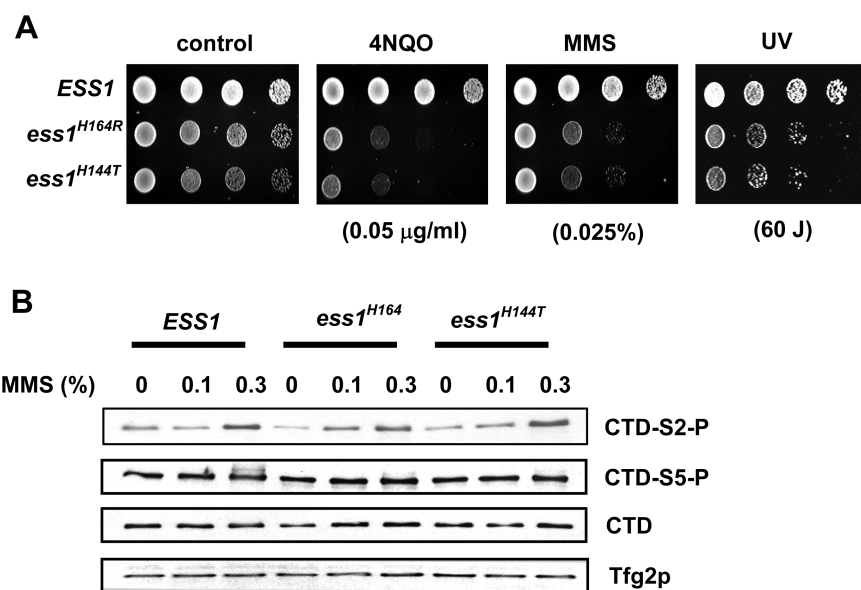 A
control 4NQO MMS UV
ESS1
ess1H164R
ess1H144T
(0.05 μg/ml) (0.025%) (60 J)
B
ESS1 ess1H164 ess1H144T
MMS (%) 0 0.1 0.3 0 0.1 0.3 0 0.1 0.3
CTD-S2-P
CTD-S5-P
CTD
Tfg2p